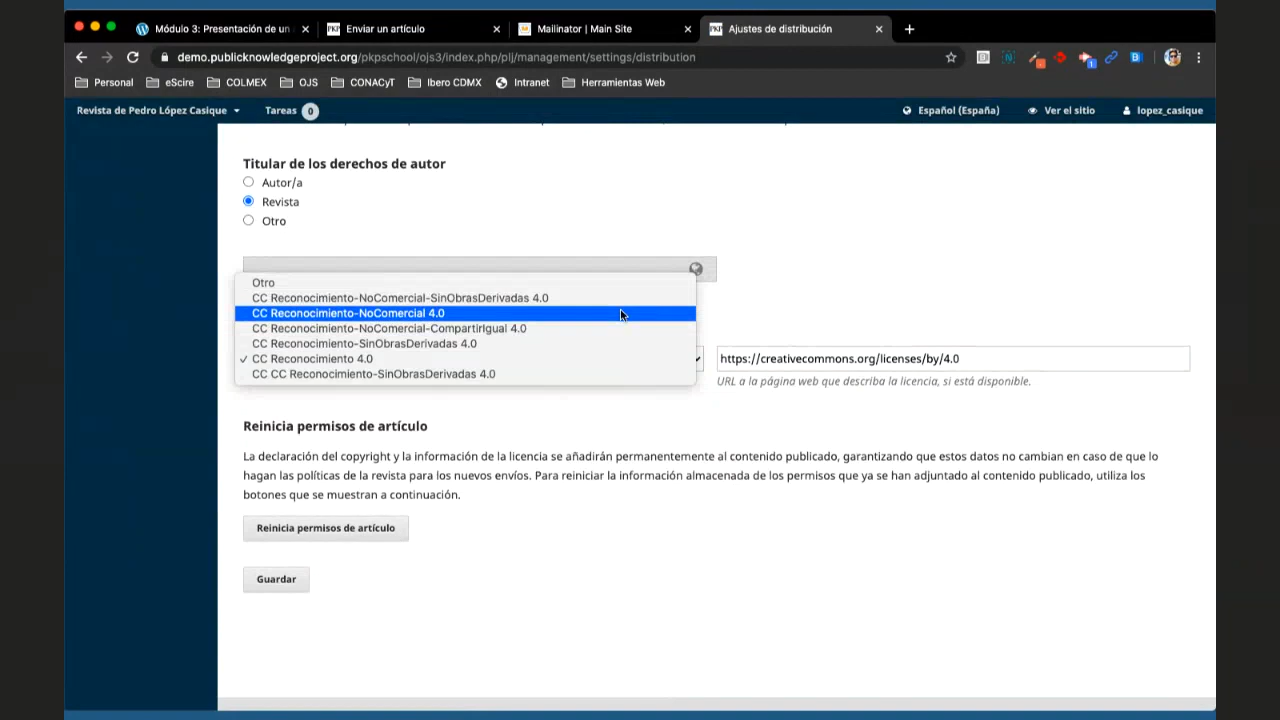 Módulo 3: Presentación de un
Enviar un artículo
Mailinator | Main Site
PKP
Ajustes de distribución
demo.publicknowledgeproject.org/pkpschool/ojs3/index.php/plj/management/settings/distribution
Personal
eScire
COLMEX
OJS
CONACyT
Ibero CDMX
Intranet
Herramientas Web
Revista de Pedro López Casique
Tareas 0
Español (España)
Ver el sitio
lopez_casique
Titular de los derechos de autor
Autor/a
Revista
Otro
Otro
CC Reconocimiento-NoComercial-SinObrasDerivadas 4.0
CC Reconocimiento-NoComercial 4.0
CC Reconocimiento-NoComercial-CompartirIgual 4.0
CC Reconocimiento-SinObrasDerivadas 4.0
CC Reconocimiento 4.0
CC CC Reconocimiento-SinObrasDerivadas 4.0
https://creativecommons.org/licenses/by/4.0
URL a la página web que describa la licencia, si está disponible.
Reinicia permisos de artículo
La declaración del copyright y la información de la licencia se añadirán permanentemente al contenido publicado, garantizando que estos datos no cambian en caso de que lo
hagan las políticas de la revista para los nuevos envíos. Para reiniciar la información almacenada de los permisos que ya se han adjuntado al contenido publicado, utiliza los
botones que se muestran a continuación.
Reinicia permisos de artículo
Guardar